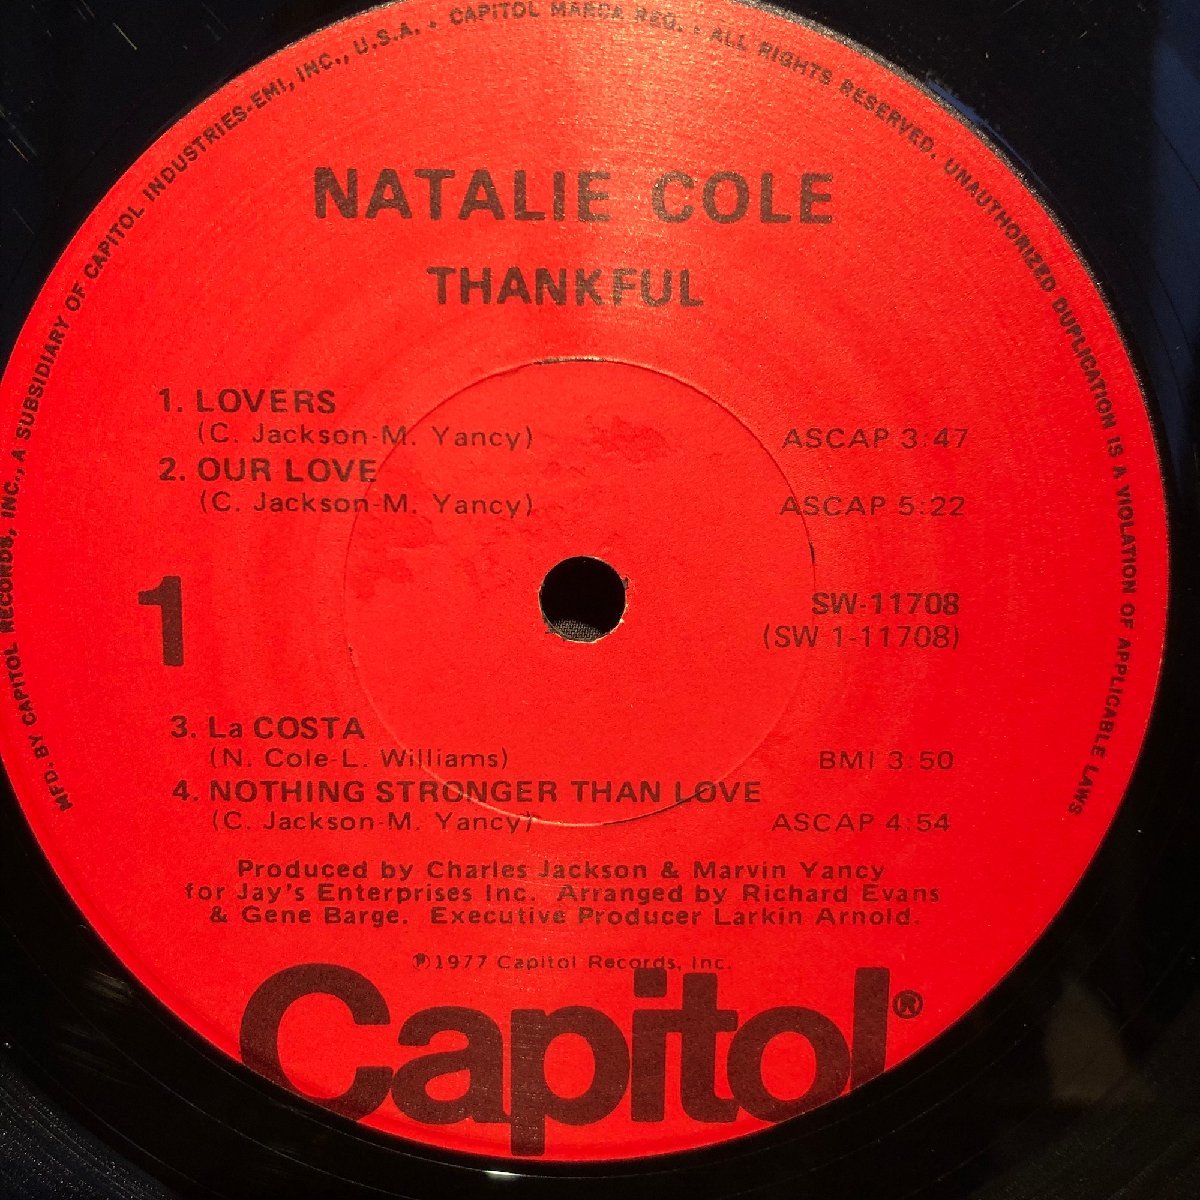 MFD. BY CAPITOL RECORDS, INC., A SUBSIDIARY OF CAPITOL INDUSTRIES-EMI, INC., U.S.A. • CAPITOL MARCA REG. • ALL RIGHTS RESERVED. UNAUTHORIZED DUPLICATION IS A VIOLATION OF APPLICABLE LAWS
NATALIE COLE
THANKFUL
1. LOVERS
(C. Jackson-M. Yancy) ASCAP 3:47
2. OUR LOVE
(C. Jackson-M. Yancy) ASCAP 5:22
1
SW-11708
(SW 1-11708)
3. La COSTA
(N. Cole-L. Williams) BMI 3:50
4. NOTHING STRONGER THAN LOVE
(C. Jackson-M. Yancy) ASCAP 4:54
Produced by Charles Jackson & Marvin Yancy
for Jay's Enterprises Inc. Arranged by Richard Evans
& Gene Barge. Executive Producer Larkin Arnold.
℗1977 Capitol Records, Inc.
Capitol®